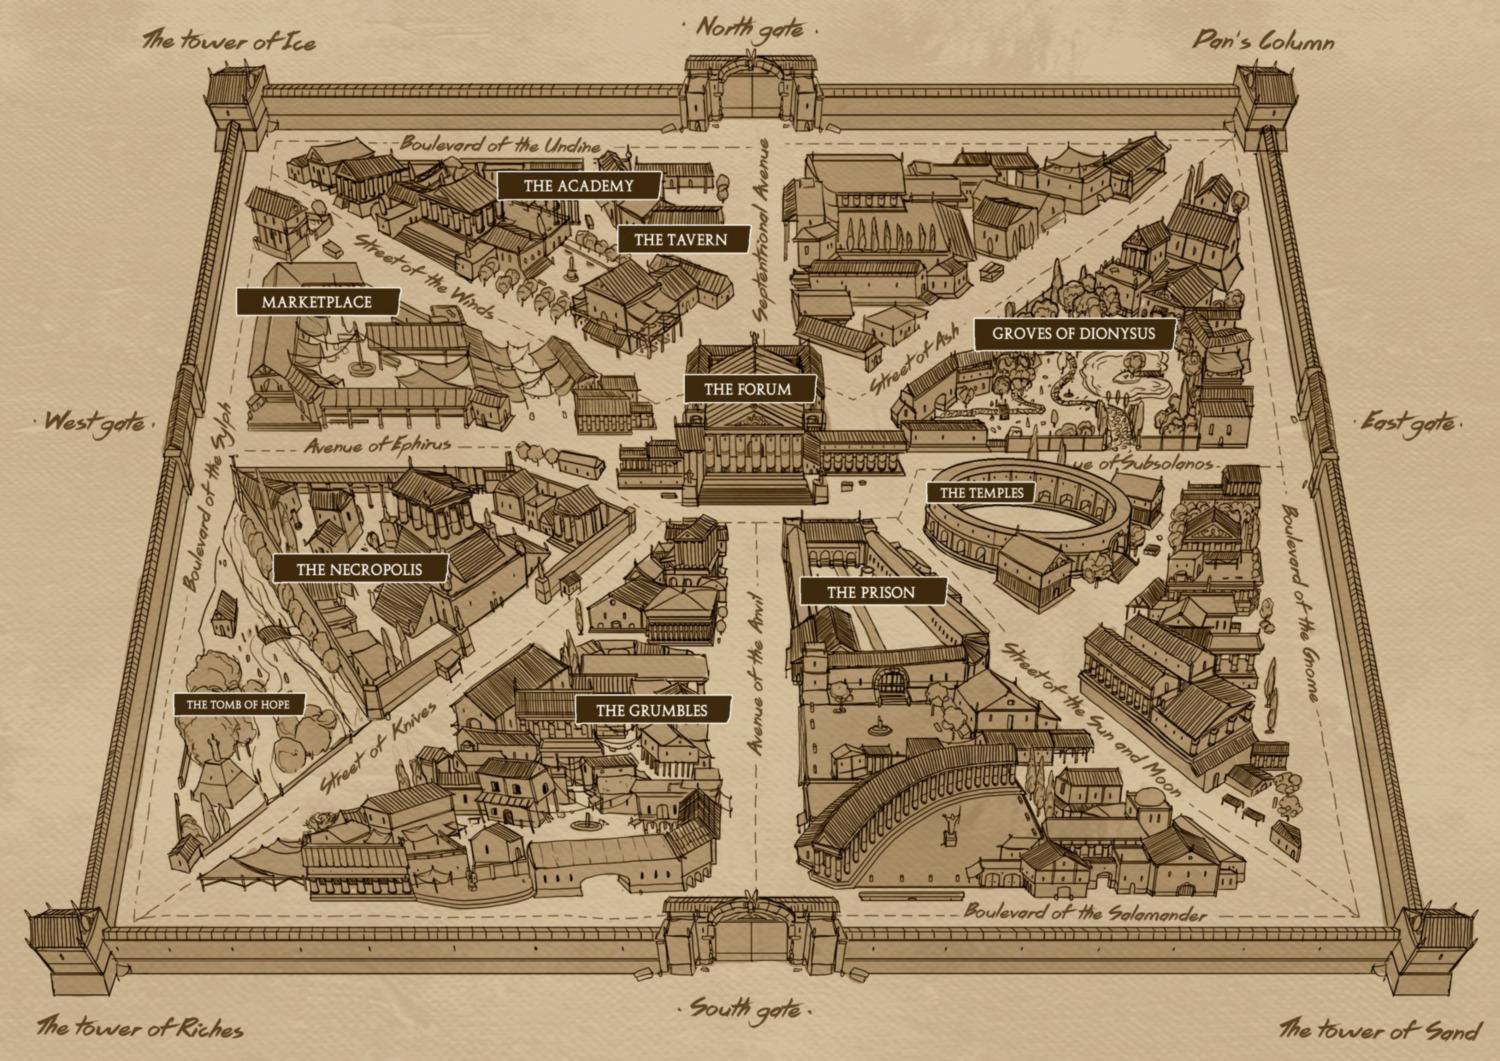 · North gate ·
The tower of Ice
Pan's Column
Boulevard of the Undine
THE ACADEMY
Septentrional Avenue
THE TAVERN
Street of the Winds
MARKETPLACE
GROVES OF DIONYSUS
Street of Ash
THE FORUM
· West gate ·
· East gate ·
Boulevard of the Sylph
Avenue of Ephirus
ue of Subsolanos
THE TEMPLES
THE NECROPOLIS
THE PRISON
Boulevard of the Gnome
Avenue of the Anvil
THE TOMB OF HOPE
THE GRUMBLES
Street of Knives
Street of the Sun and Moon
Boulevard of the Salamander
· South gate ·
The tower of Riches
The tower of Sand